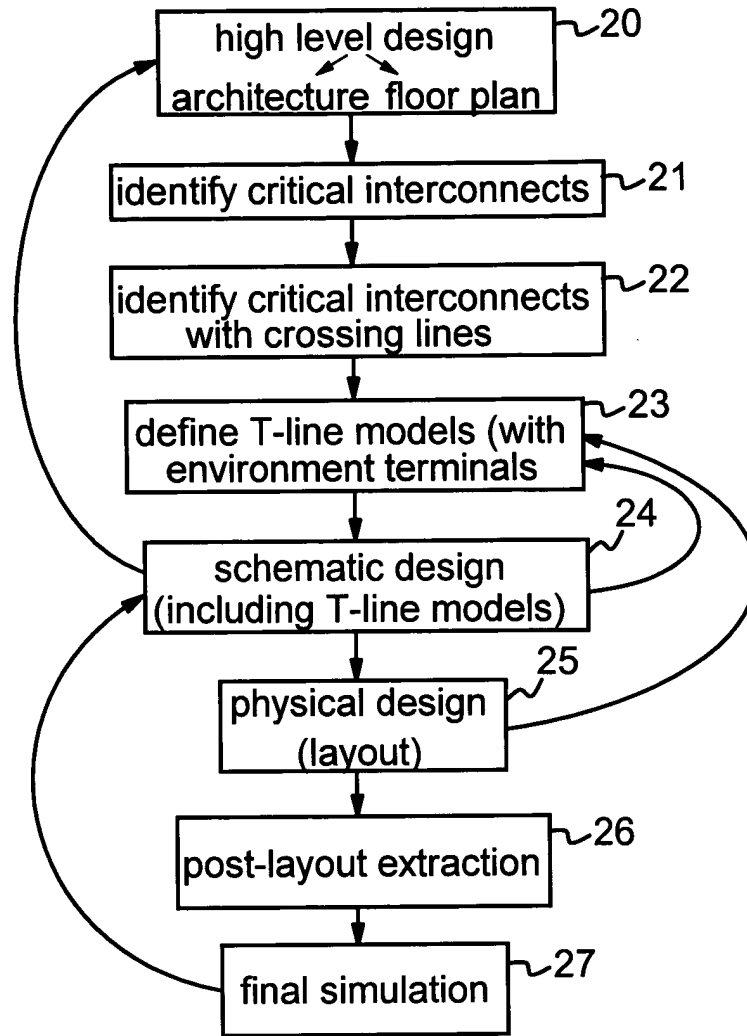 20
high level design
architecture floor plan
21
identify critical interconnects
22
identify critical interconnects
with crossing lines
23
define T-line models (with
environment terminals
24
schematic design
(including T-line models)
25
physical design
(layout)
26
post-layout extraction
27
final simulation